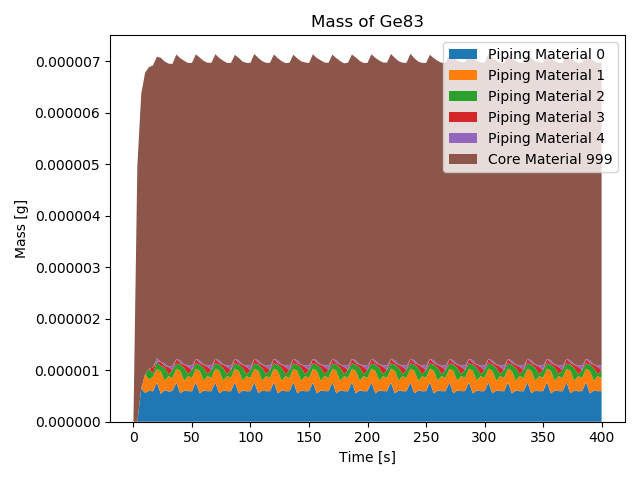 Mass of Ge83
Piping Material 0
Piping Material 1
Piping Material 2
Piping Material 3
Piping Material 4
Core Material 999
Mass [g]
0.000007
0.000006
0.000005
0.000004
0.000003
0.000002
0.000001
0.000000
0 50 100 150 200 250 300 350 400
Time [s]